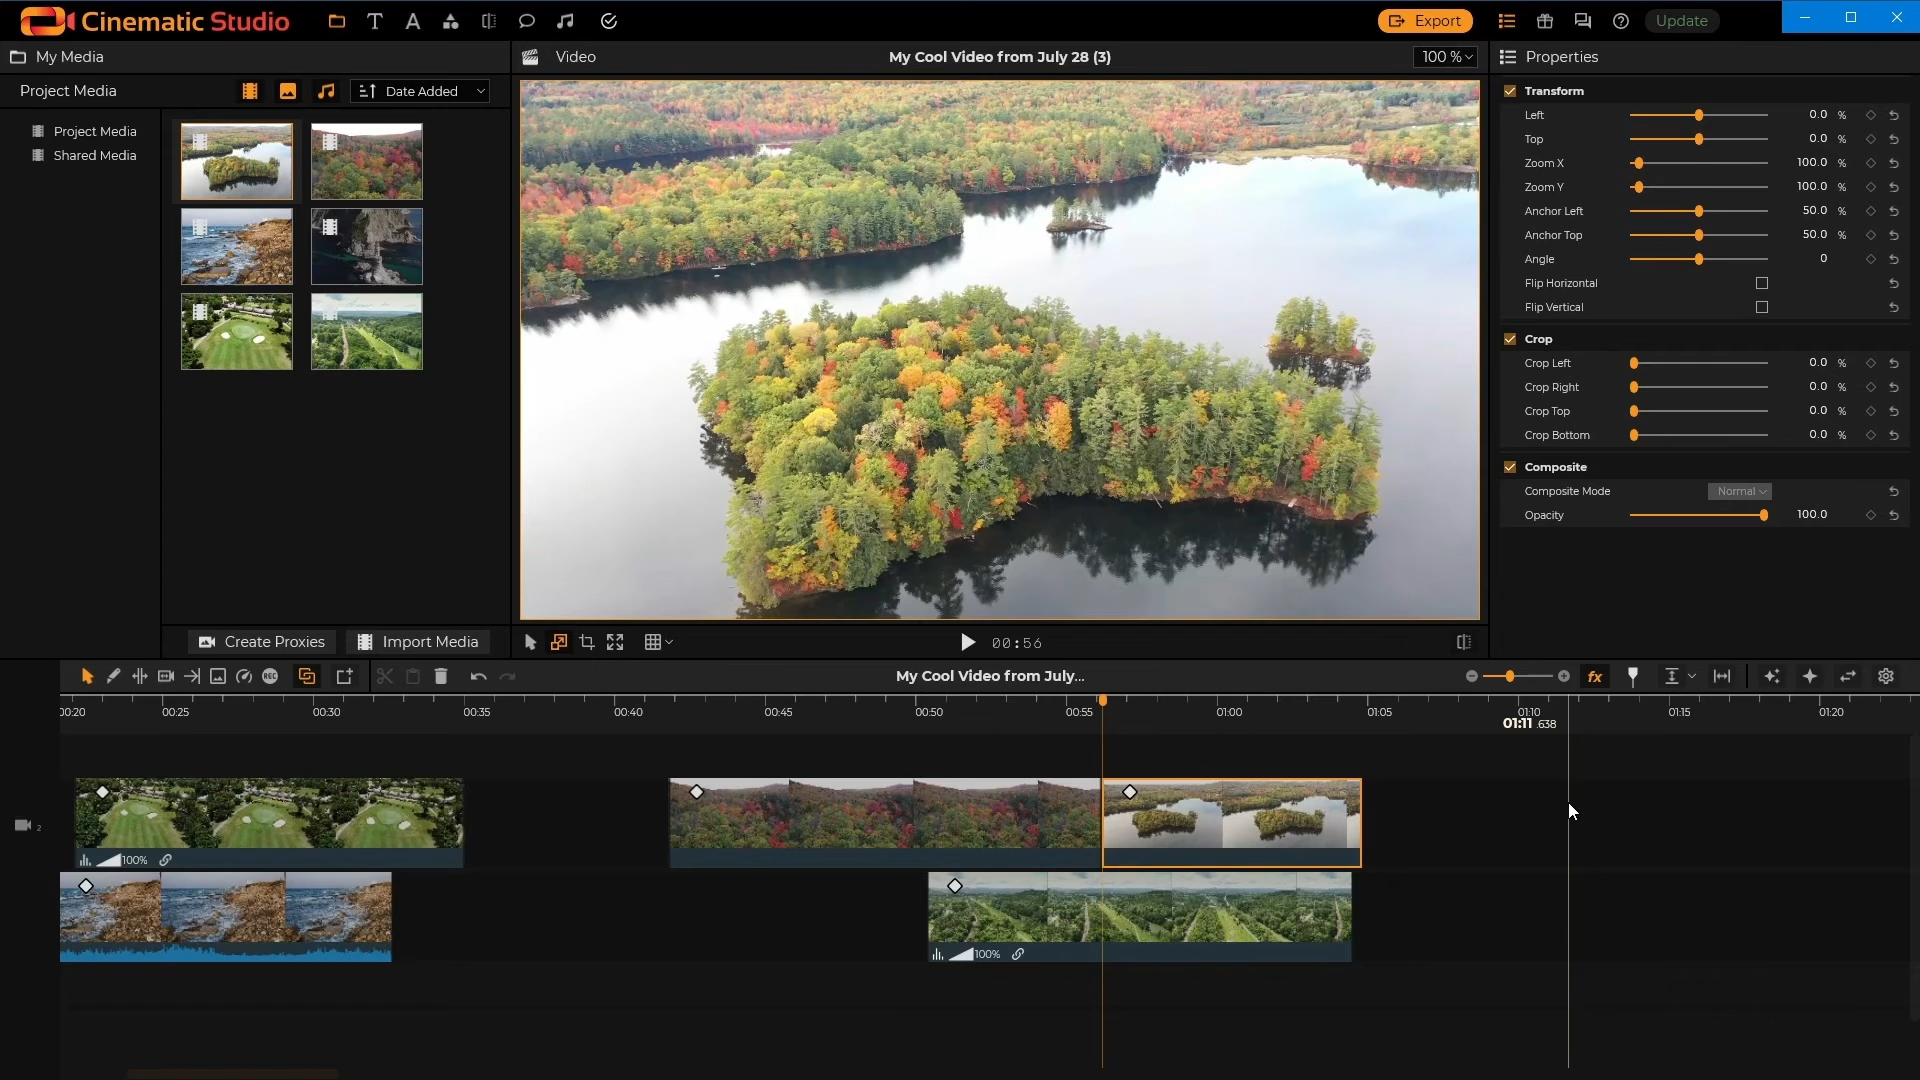 Cinematic Studio
Export
Update
My Media
Video
My Cool Video from July 28 (3)
100 %
Properties
Project Media
Date Added
Project Media
Shared Media
Create Proxies
Import Media
00:56
Transform
Left 0.0 %
Top 0.0 %
Zoom X 100.0 %
Zoom Y 100.0 %
Anchor Left 50.0 %
Anchor Top 50.0 %
Angle 0
Flip Horizontal
Flip Vertical
Crop
Crop Left 0.0 %
Crop Right 0.0 %
Crop Top 0.0 %
Crop Bottom 0.0 %
Composite
Composite Mode Normal
Opacity 100.0
REC
My Cool Video from July...
fx
00:20 00:25 00:30 00:35 00:40 00:45 00:50 00:55 01:00 01:05 01:10 01:15 01:20
01:11 .638
2
100%
100%